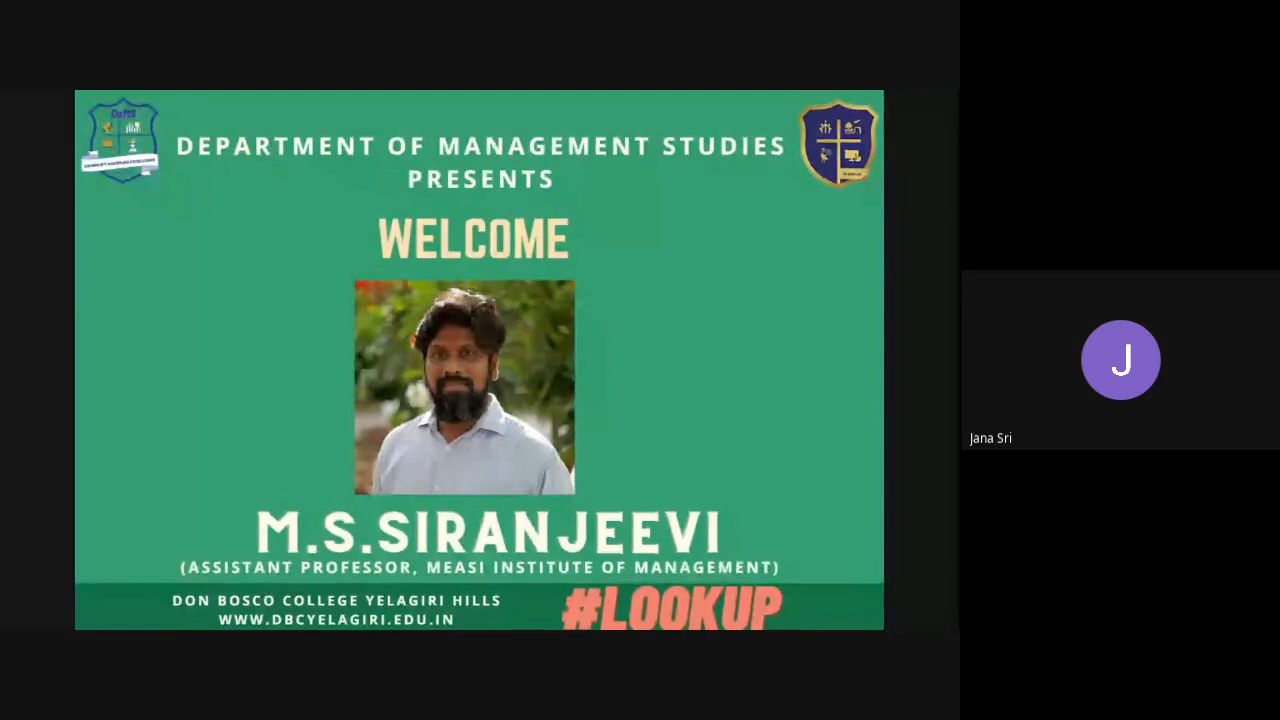 DeMS
DEPARTMENT OF MANAGEMENT STUDIES
PRESENTS
WELCOME
M.S.SIRANJEEVI
(ASSISTANT PROFESSOR, MEASI INSTITUTE OF MANAGEMENT)
DON BOSCO COLLEGE YELAGIRI HILLS
WWW.DBCYELAGIRI.EDU.IN
#LOOKUP
J
Jana Sri